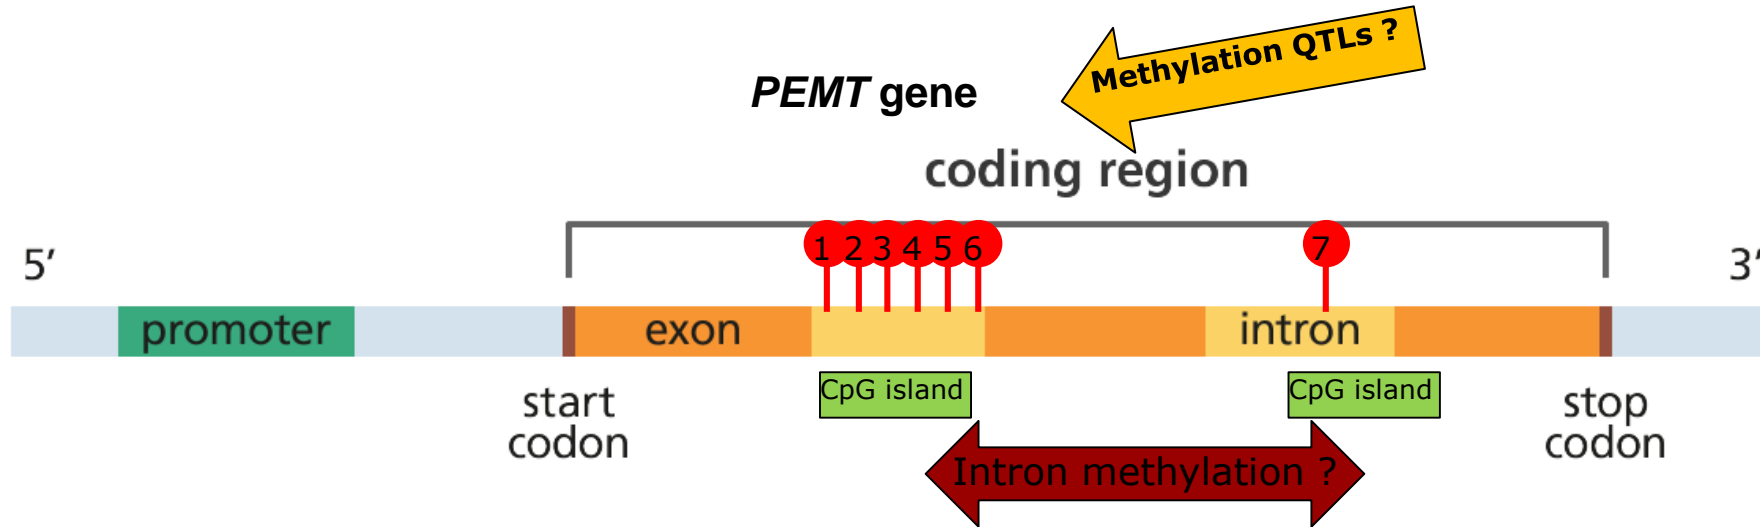 Methylation QTLs ?
PEMT gene
coding region
5′
1 2 3 4 5 6
7
3′
promoter
exon
intron
CpG island
CpG island
start
codon
stop
codon
Intron methylation ?